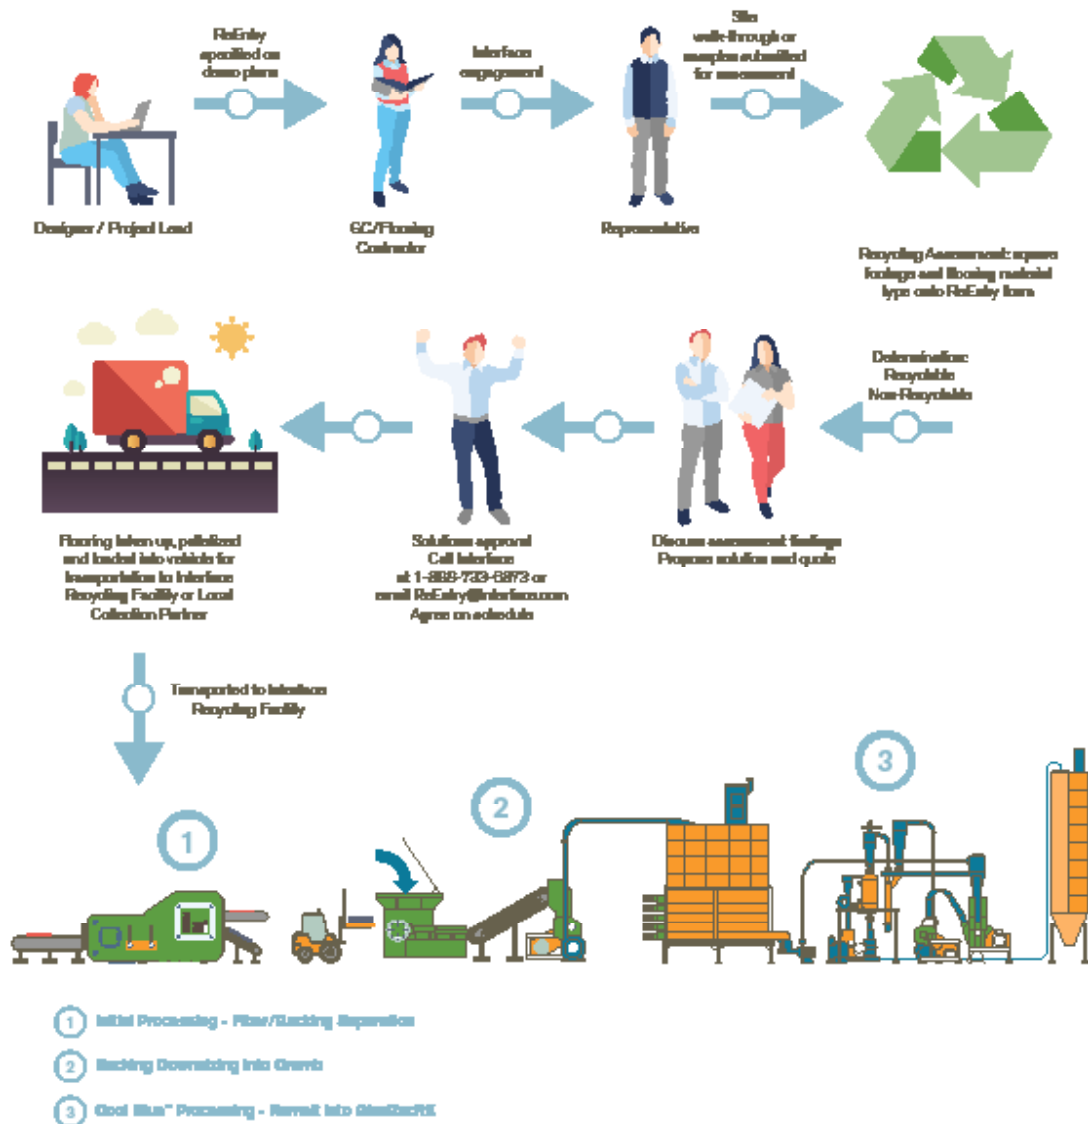 ReEntry
specified on
demo plans
Interface
engagement
Site
walk-through or
samples submitted
for assessment
Designer / Project Lead
GC/Flooring
Contractor
Representative
Recycling Assessment: square
footage and flooring material
type onto ReEntry form
Determination:
Recyclable
Non-Recyclable
Discuss assessment findings
Propose solution and quote
Solutions approval
Call Interface
at 1-888-733-6873 or
email ReEntry@interface.com
Agree on schedule
Flooring taken up, palletized
and loaded into vehicle for
transportation to Interface
Recycling Facility or Local
Collection Partner
Transported to Interface
Recycling Facility
1
2
3
1 Initial Processing - Fiber/Backing Separation
2 Backing Downsizing Into Crumb
3 Cool Blue™ Processing - Remelt Into